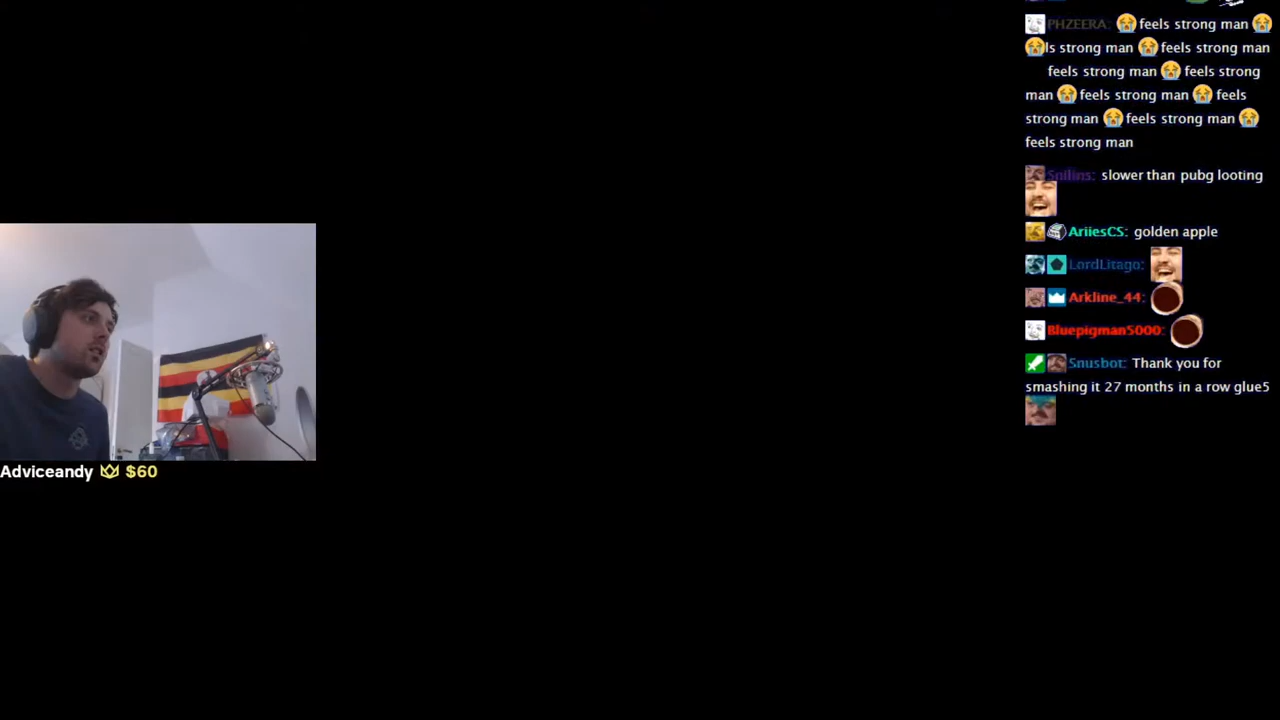 PHZEERA: feels strong man
ls strong man feels strong man
feels strong man feels strong
man feels strong man feels
strong man feels strong man
feels strong man
slower than pubg looting
AriiesCS: golden apple
LordLitago:
Arkline_44:
Bluepigman5000:
Snusbot: Thank you for
smashing it 27 months in a row glue5
Adviceandy $60